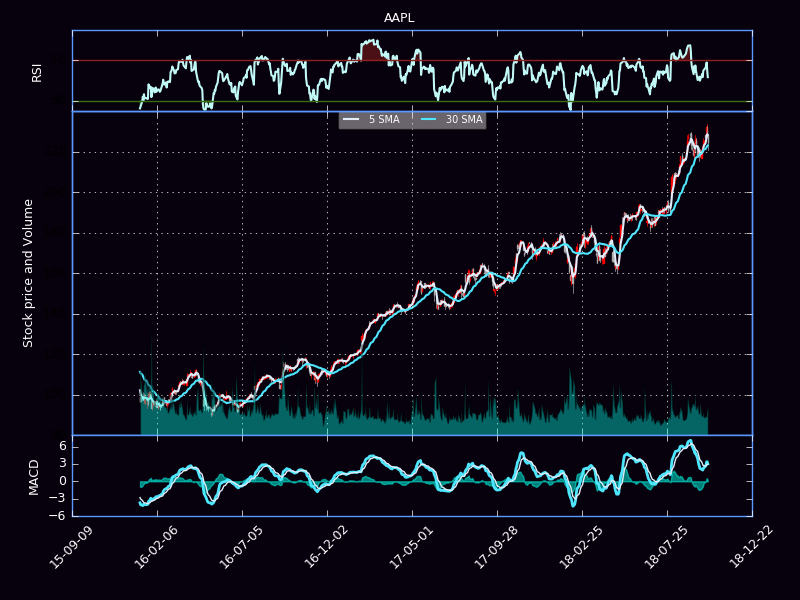 AAPL
RSI
5 SMA 30 SMA
Stock price and Volume
MACD
6
3
0
−3
−6
15-09-09 16-02-06 16-07-05 16-12-02 17-05-01 17-09-28 18-02-25 18-07-25 18-12-22